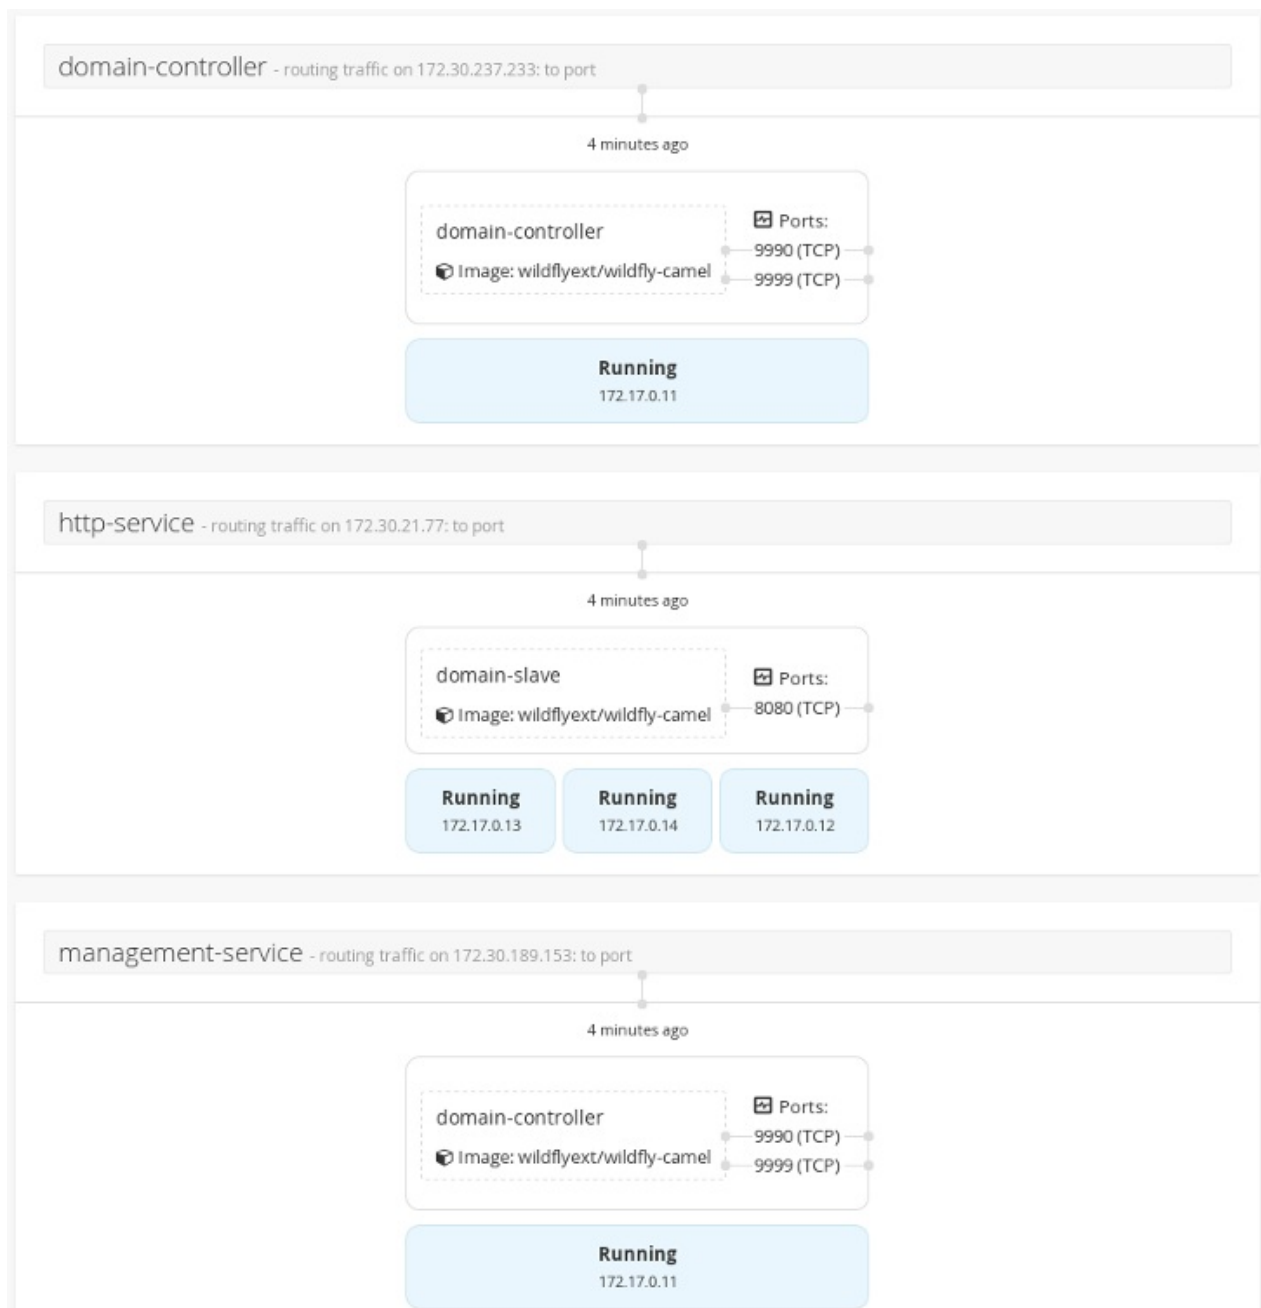 domain-controller - routing traffic on 172.30.237.233: to port
4 minutes ago
domain-controller
Image: wildflyext/wildfly-camel
Ports:
9990 (TCP)
9999 (TCP)
Running
172.17.0.11
http-service - routing traffic on 172.30.21.77: to port
4 minutes ago
domain-slave
Image: wildflyext/wildfly-camel
Ports:
8080 (TCP)
Running
172.17.0.13
Running
172.17.0.14
Running
172.17.0.12
management-service - routing traffic on 172.30.189.153: to port
4 minutes ago
domain-controller
Image: wildflyext/wildfly-camel
Ports:
9990 (TCP)
9999 (TCP)
Running
172.17.0.11